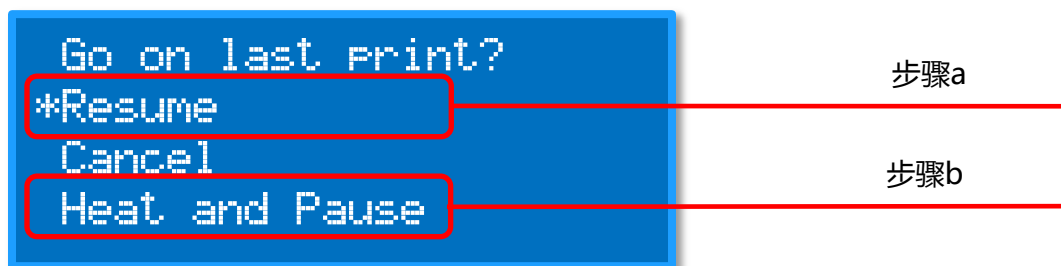 Go on last print?
*Resume
步骤a
Cancel
步骤b
Heat and Pause